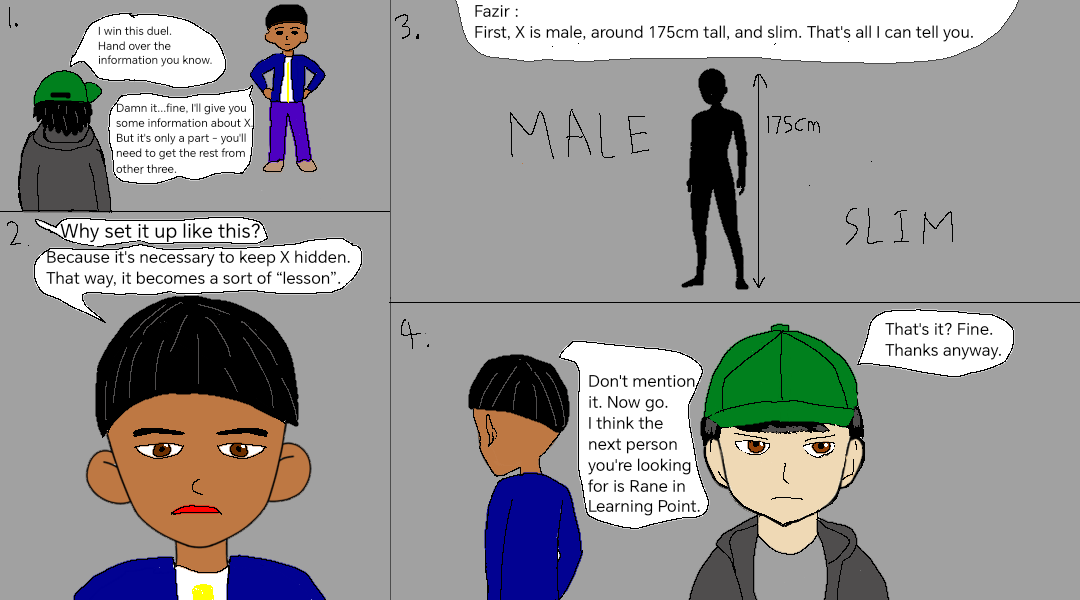 1.
I win this duel.
Hand over the
information you know.
Damn it...fine, I'll give you
some information about X.
But it's only a part – you'll
need to get the rest from
other three.
2.
Why set it up like this?
Because it's necessary to keep X hidden.
That way, it becomes a sort of “lesson”.
3.
Fazir :
First, X is male, around 175cm tall, and slim. That's all I can tell you.
MALE
175cm
SLIM
4.
Don't mention
it. Now go.
I think the
next person
you're looking
for is Rane in
Learning Point.
That's it? Fine.
Thanks anyway.